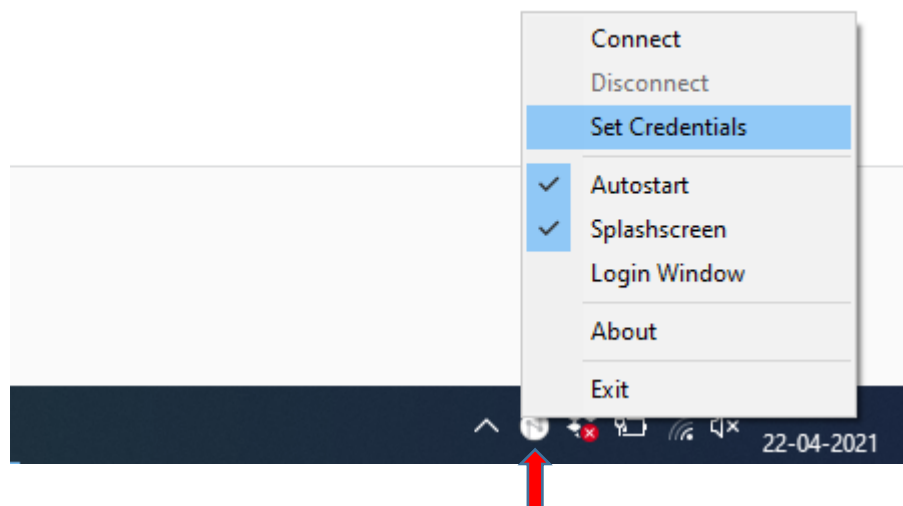 Connect
Disconnect
Set Credentials
Autostart
Splashscreen
Login Window
About
Exit
22-04-2021